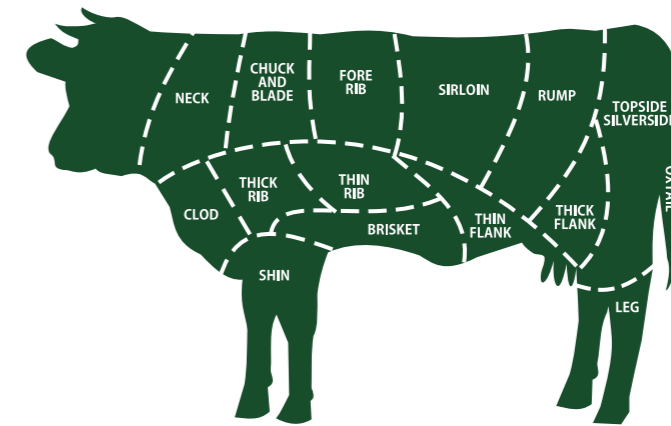 NECK
CHUCK
AND
BLADE
FORE
RIB
SIRLOIN
RUMP
TOPSIDE
SILVERSIDE
OXTAIL
CLOD
THICK
RIB
THIN
RIB
BRISKET
THIN
FLANK
THICK
FLANK
SHIN
LEG